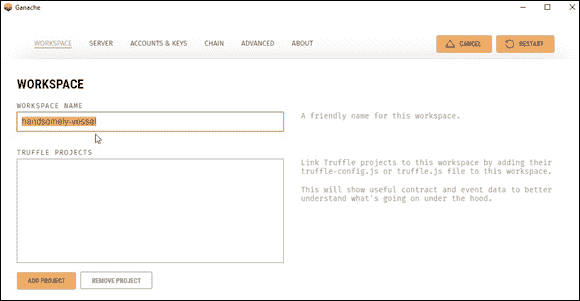 Ganache
WORKSPACE SERVER ACCOUNTS & KEYS CHAIN ADVANCED ABOUT CANCEL RESTART
WORKSPACE
WORKSPACE NAME
handsomely-vessel
A friendly name for this workspace.
TRUFFLE PROJECTS
Link Truffle projects to this workspace by adding their
truffle-config.js or truffle.js file to this workspace.
This will show useful contract and event data to better
understand what's going on under the hood.
ADD PROJECT REMOVE PROJECT